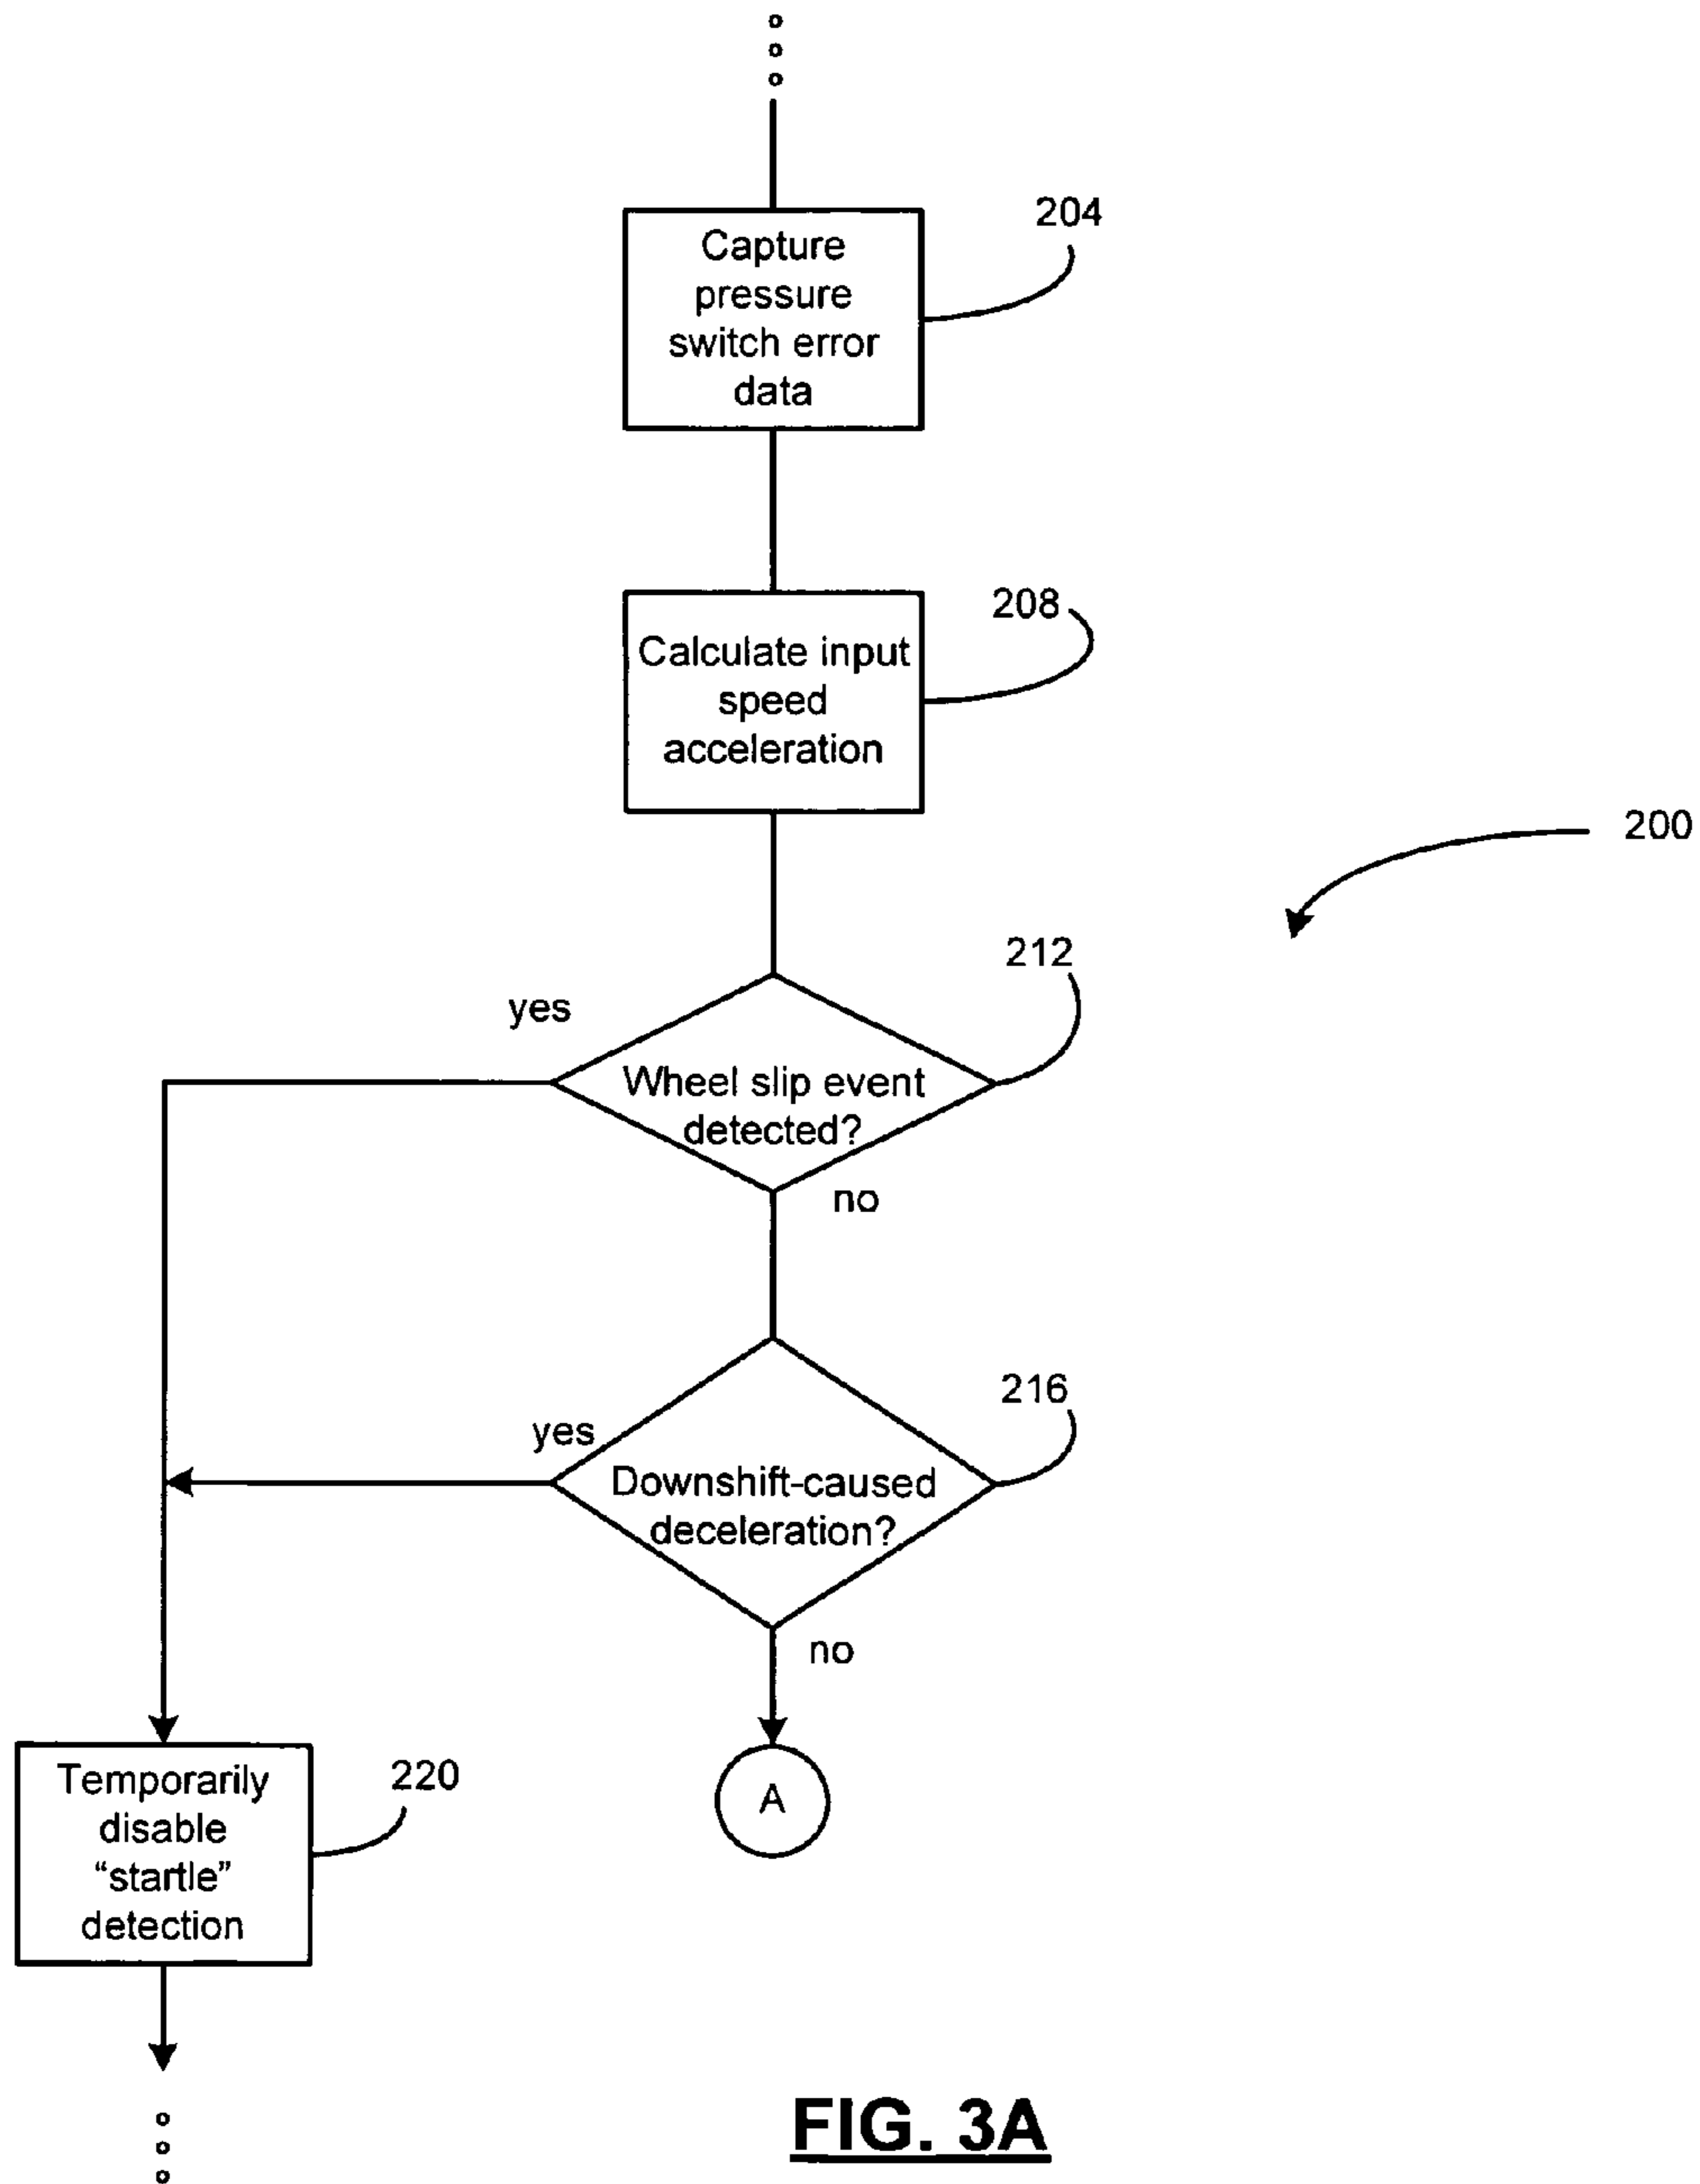 204
Capture
pressure
switch error
data
208
Calculate input
speed
acceleration
200
212
yes
Wheel slip event
detected?
no
216
yes
Downshift-caused
deceleration?
no
220
Temporarily
disable
“startle”
detection
A
FIG. 3A